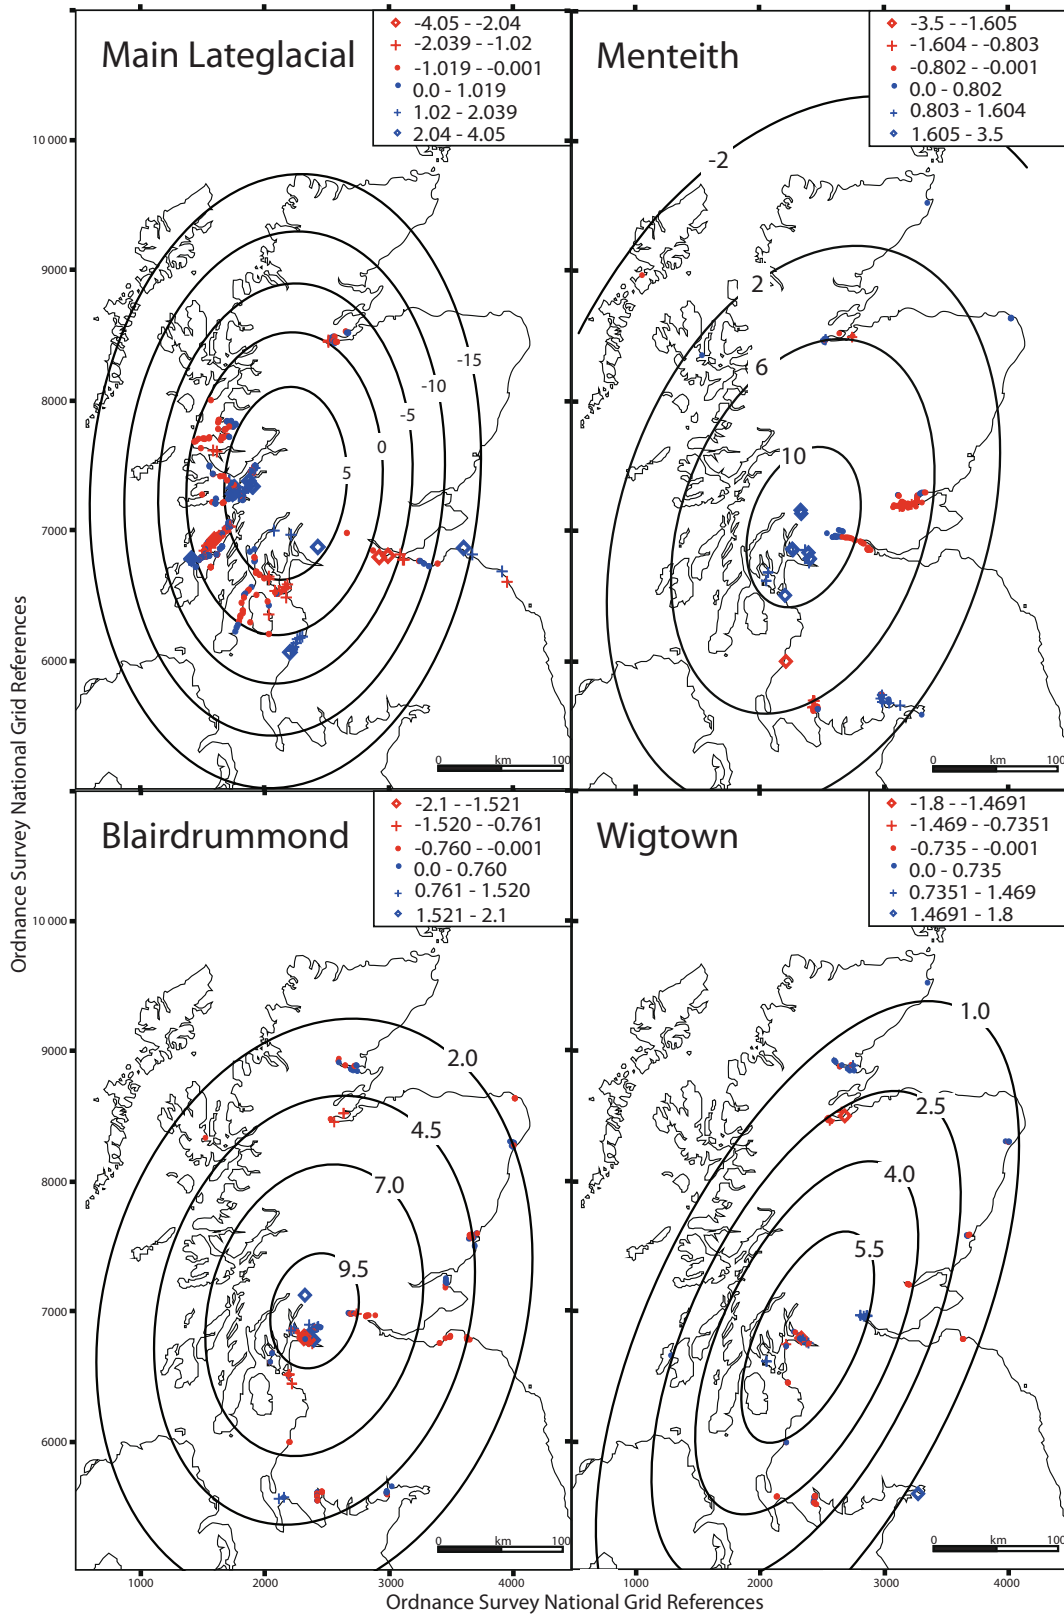 Main Lateglacial
-4.05 - -2.04
-2.039 - -1.02
-1.019 - -0.001
0.0 - 1.019
1.02 - 2.039
2.04 - 4.05
10 000
9000
8000
7000
6000
-15
-10
-5
0
5
0 km 100
Menteith
-3.5 - -1.605
-1.604 - -0.803
-0.802 - -0.001
0.0 - 0.802
0.803 - 1.604
1.605 - 3.5
-2
2
6
10
0 km 100
Ordnance Survey National Grid References
Blairdrummond
-2.1 - -1.521
-1.520 - -0.761
-0.760 - -0.001
0.0 - 0.760
0.761 - 1.520
1.521 - 2.1
10 000
9000
8000
7000
6000
2.0
4.5
7.0
9.5
0 km 100
1000 2000 3000 4000
Wigtown
-1.8 - -1.4691
-1.469 - -0.7351
-0.735 - -0.001
0.0 - 0.735
0.7351 - 1.469
1.4691 - 1.8
1.0
2.5
4.0
5.5
0 km 100
1000 2000 3000 4000
Ordnance Survey National Grid References